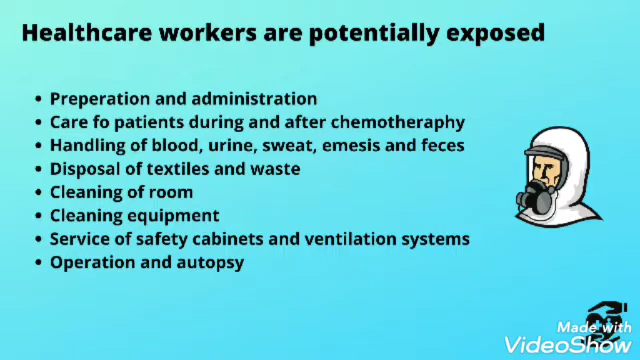 Healthcare workers are potentially exposed
• Preperation and administration
• Care fo patients during and after chemotheraphy
• Handling of blood, urine, sweat, emesis and feces
• Disposal of textiles and waste
• Cleaning of room
• Cleaning equipment
• Service of safety cabinets and ventilation systems
• Operation and autopsy
Made with
VideoShow